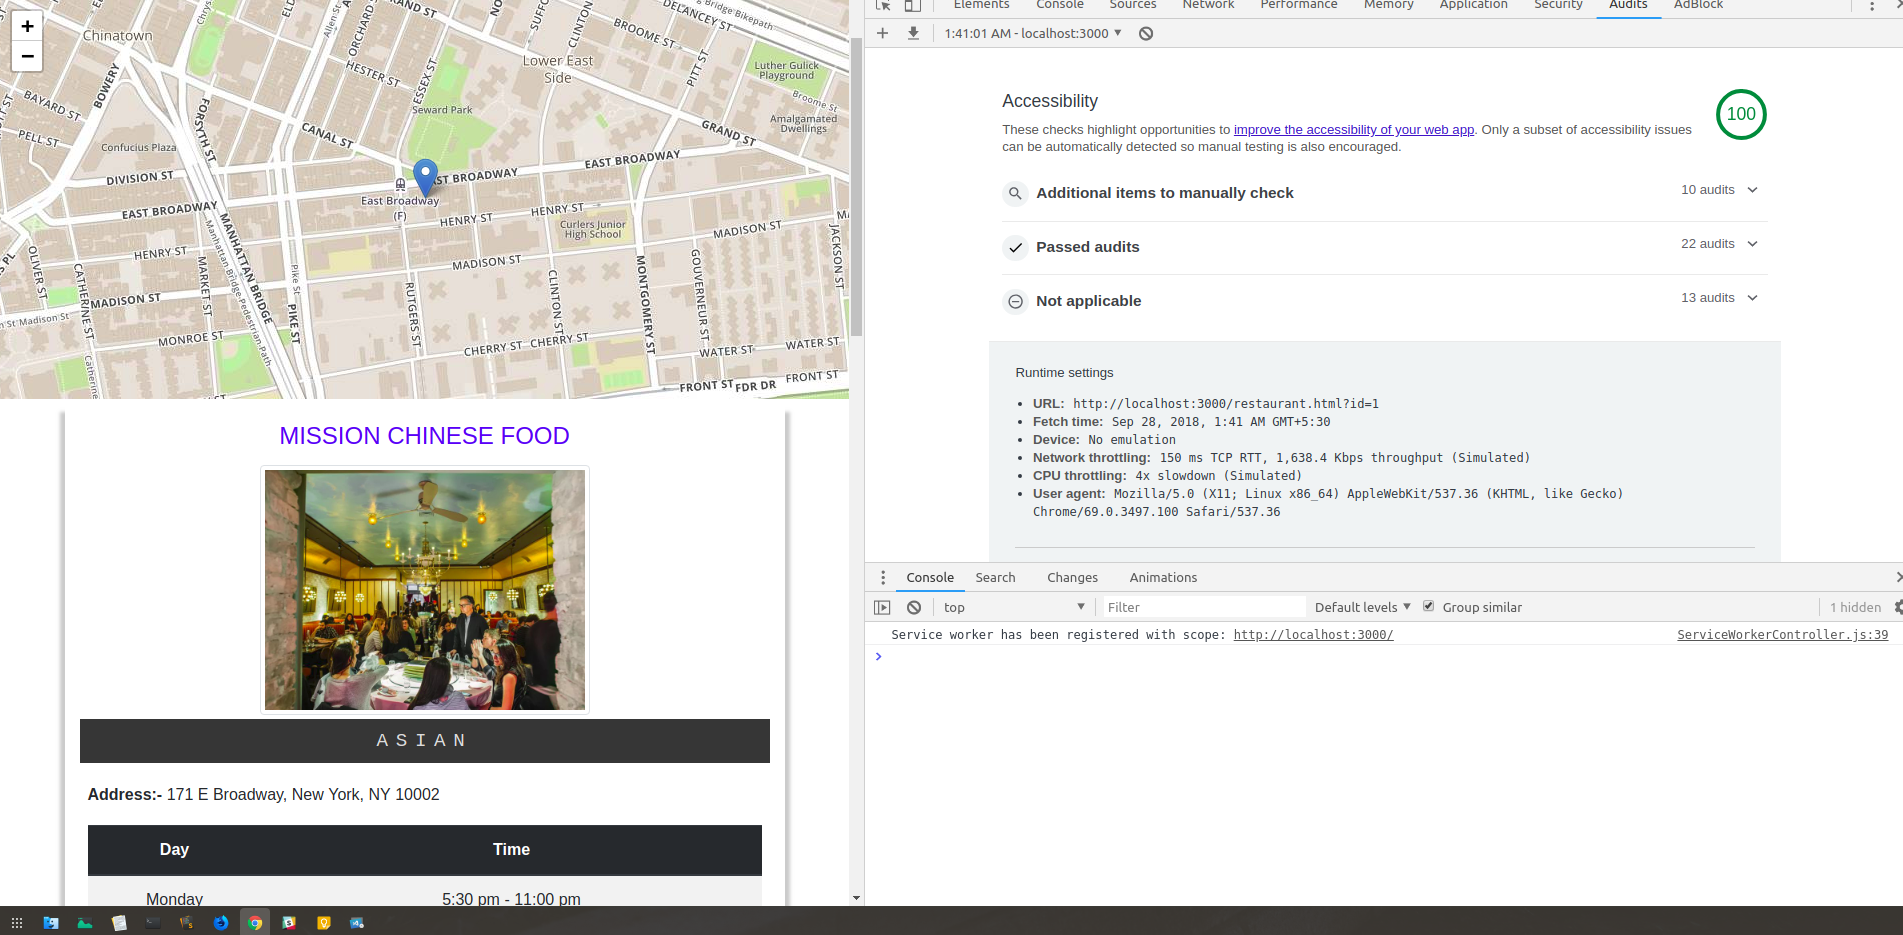 Chinatown
Lower East
Side
Luther Gulick
Playground
Amalgamated
Dwellings
Seward Park
Confucius Plaza
East Broadway
(F)
Curlers Junior
High School
BOWERY
BAYARD ST
PELL ST
DIVISION ST
EAST BROADWAY
EAST BROADWAY
HENRY ST
HENRY ST
HENRY ST
MADISON ST
MADISON ST
MADISON ST
MONROE ST
CHERRY ST
CHERRY ST
WATER ST
WATER ST
FRONT ST
FDR DR
FRONT ST
CANAL ST
FORSYTH ST
HESTER ST
ESSEX ST
ORCHARD ST
Allen St
GRAND ST
BROOME ST
Broome St
DELANCEY ST
CLINTON
PITT ST
MANHATTAN BRIDGE
Manhattan-Bridge-Pedestrian-Path
PIKE ST
Pike St
MARKET ST
CATHERINE ST
OLIVER ST
RUTGERS ST
CLINTON ST
MONTGOMERY ST
GOUVERNEUR ST
JACKSON ST
+
−
MISSION CHINESE FOOD
ASIAN
Address:- 171 E Broadway, New York, NY 10002
Day Time
Monday 5:30 pm - 11:00 pm
Elements Console Sources Network Performance Memory Application Security Audits AdBlock
1:41:01 AM - localhost:3000
Accessibility
100
These checks highlight opportunities to improve the accessibility of your web app. Only a subset of accessibility issues
can be automatically detected so manual testing is also encouraged.
Additional items to manually check 10 audits
Passed audits 22 audits
Not applicable 13 audits
Runtime settings
URL: http://localhost:3000/restaurant.html?id=1
Fetch time: Sep 28, 2018, 1:41 AM GMT+5:30
Device: No emulation
Network throttling: 150 ms TCP RTT, 1,638.4 Kbps throughput (Simulated)
CPU throttling: 4x slowdown (Simulated)
User agent: Mozilla/5.0 (X11; Linux x86_64) AppleWebKit/537.36 (KHTML, like Gecko)
Chrome/69.0.3497.100 Safari/537.36
Console Search Changes Animations
top Filter Default levels Group similar 1 hidden
Service worker has been registered with scope: http://localhost:3000/ ServiceWorkerController.js:39